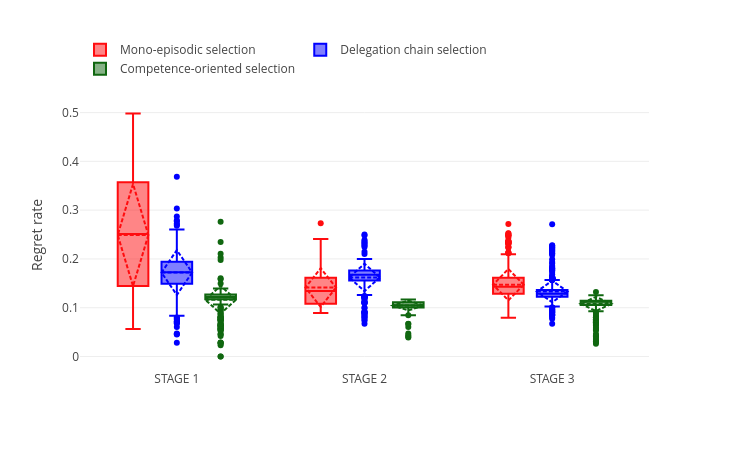 Mono-episodic selection
Delegation chain selection
Competence-oriented selection
0.5
0.4
0.3
0.2
0.1
0
Regret rate
STAGE 1
STAGE 2
STAGE 3